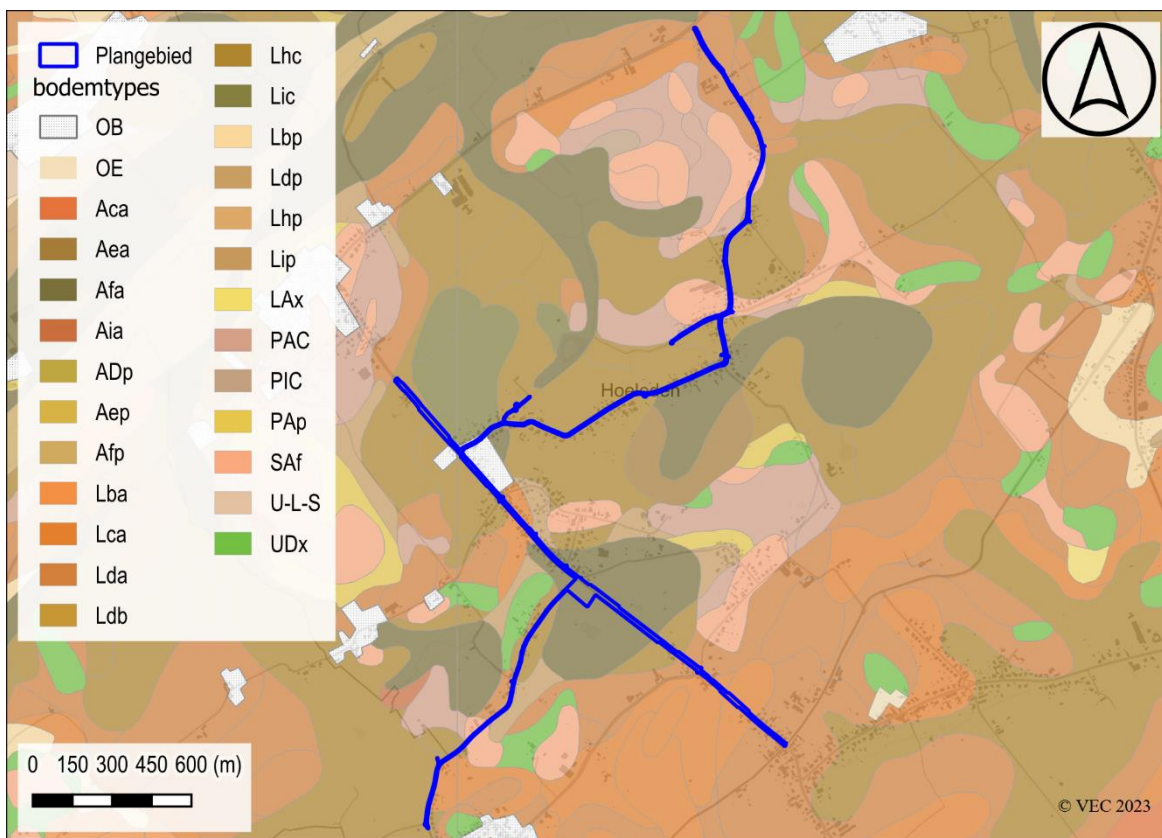 Plangebied
bodemtypes
OB
OE
Aca
Aea
Afa
Aia
ADp
Aep
Afp
Lba
Lca
Lda
Ldb
Lhc
Lic
Lbp
Ldp
Lhp
Lip
LAx
PAC
PIC
PAp
SAf
U-L-S
UDx
Hoeleden
0 150 300 450 600 (m)
© VEC 2023